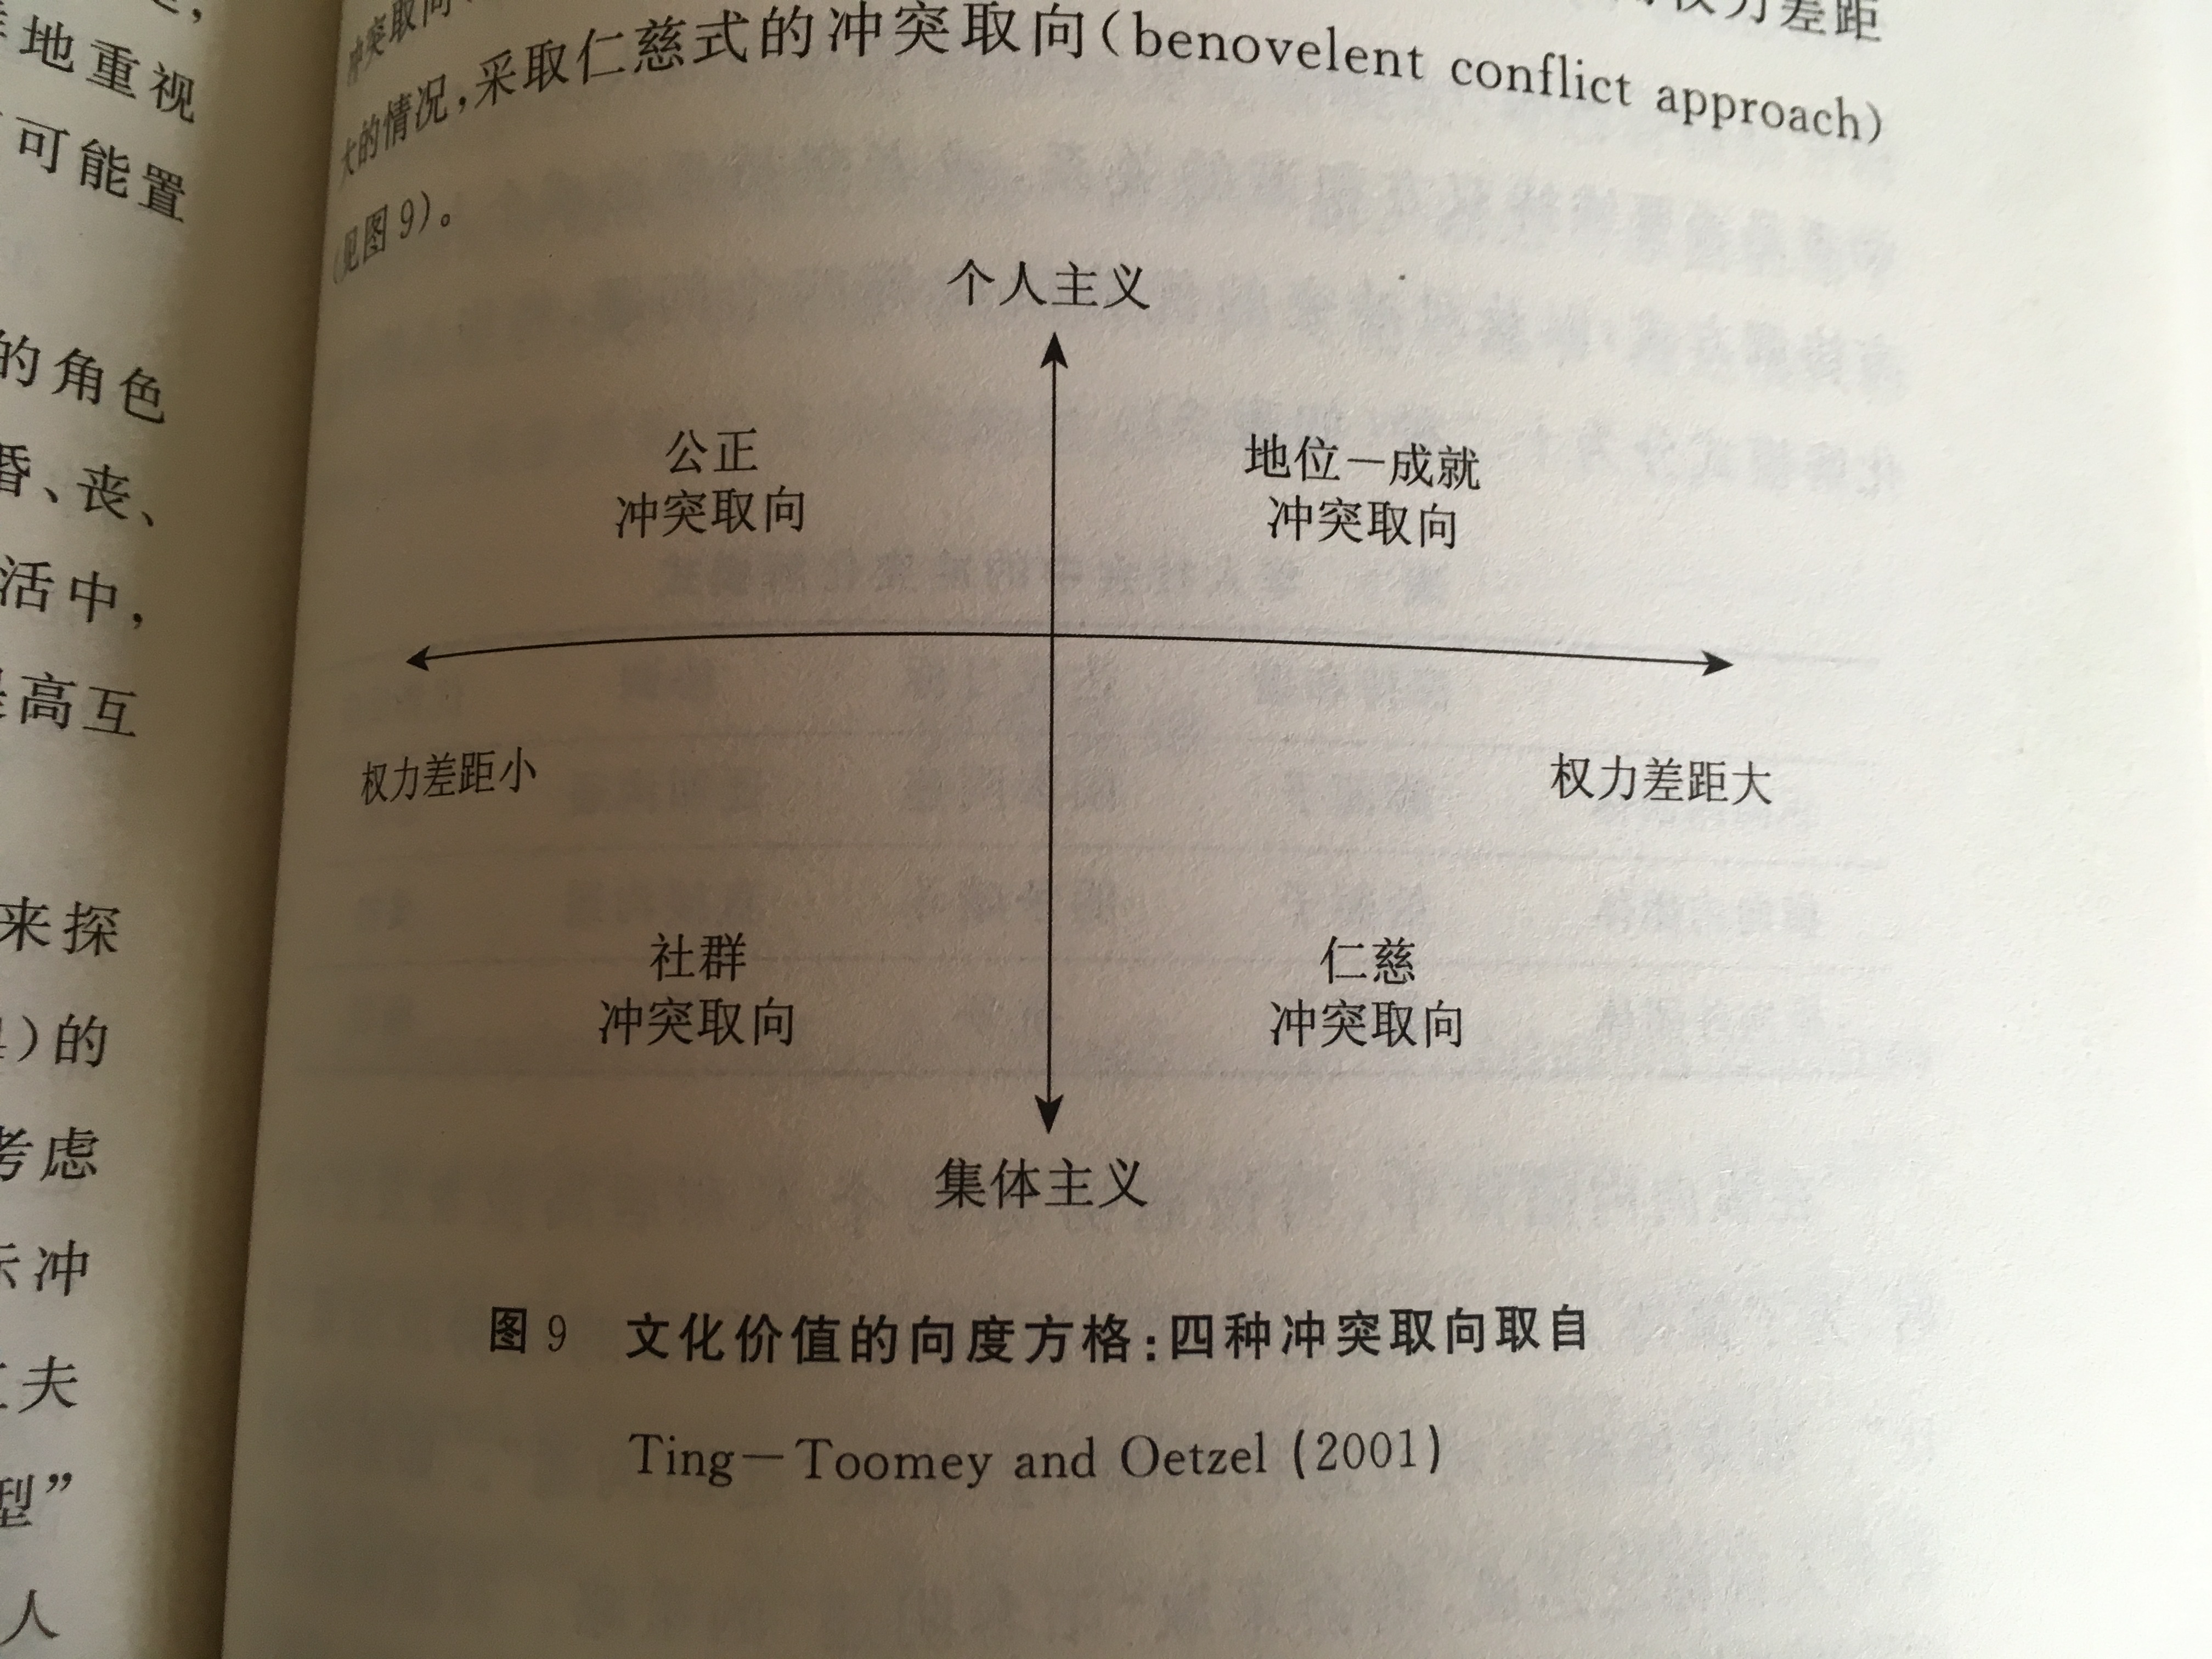 地重视
可能置
的角色
昏、丧、
活中,
高互
来探
)的
考虑
示冲
夫
型”
人
冲突取向
权力差距
大的情况,采取仁慈式的冲突取向(benovelent conflict approach)
(见图9)。
个人主义
公正
冲突取向
地位—成就
冲突取向
权力差距小
权力差距大
社群
冲突取向
仁慈
冲突取向
集体主义
图9 文化价值的向度方格:四种冲突取向取自
Ting—Toomey and Oetzel (2001)